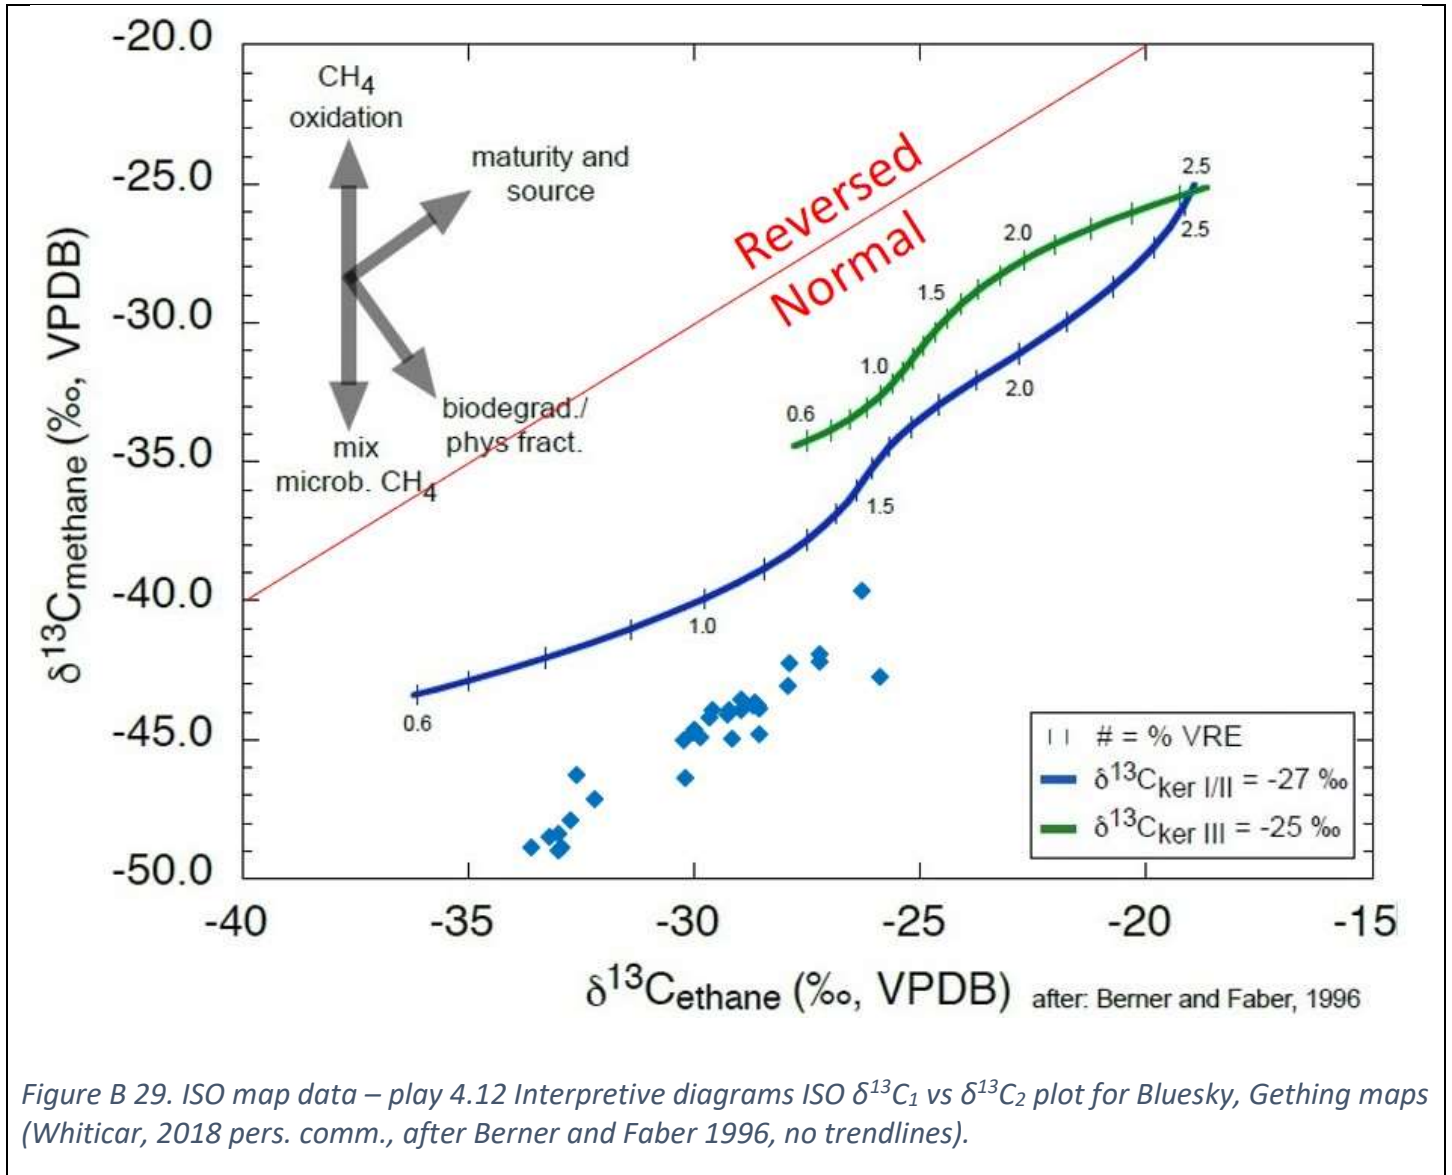 -20.0
-25.0
-30.0
-35.0
-40.0
-45.0
-50.0
δ13Cmethane (‰, VPDB)
CH4
oxidation
maturity and
source
biodegrad./
phys fract.
mix
microb. CH4
Reversed
Normal
2.5
2.5
2.0
1.5
1.0
0.6
2.0
1.5
1.0
0.6
# = % VRE
δ13Cker I/II = -27 ‰
δ13Cker III = -25 ‰
-40 -35 -30 -25 -20 -15
δ13Cethane (‰, VPDB) after: Berner and Faber, 1996
Figure B 29. ISO map data – play 4.12 Interpretive diagrams ISO δ13C1 vs δ13C2 plot for Bluesky, Gething maps
(Whiticar, 2018 pers. comm., after Berner and Faber 1996, no trendlines).